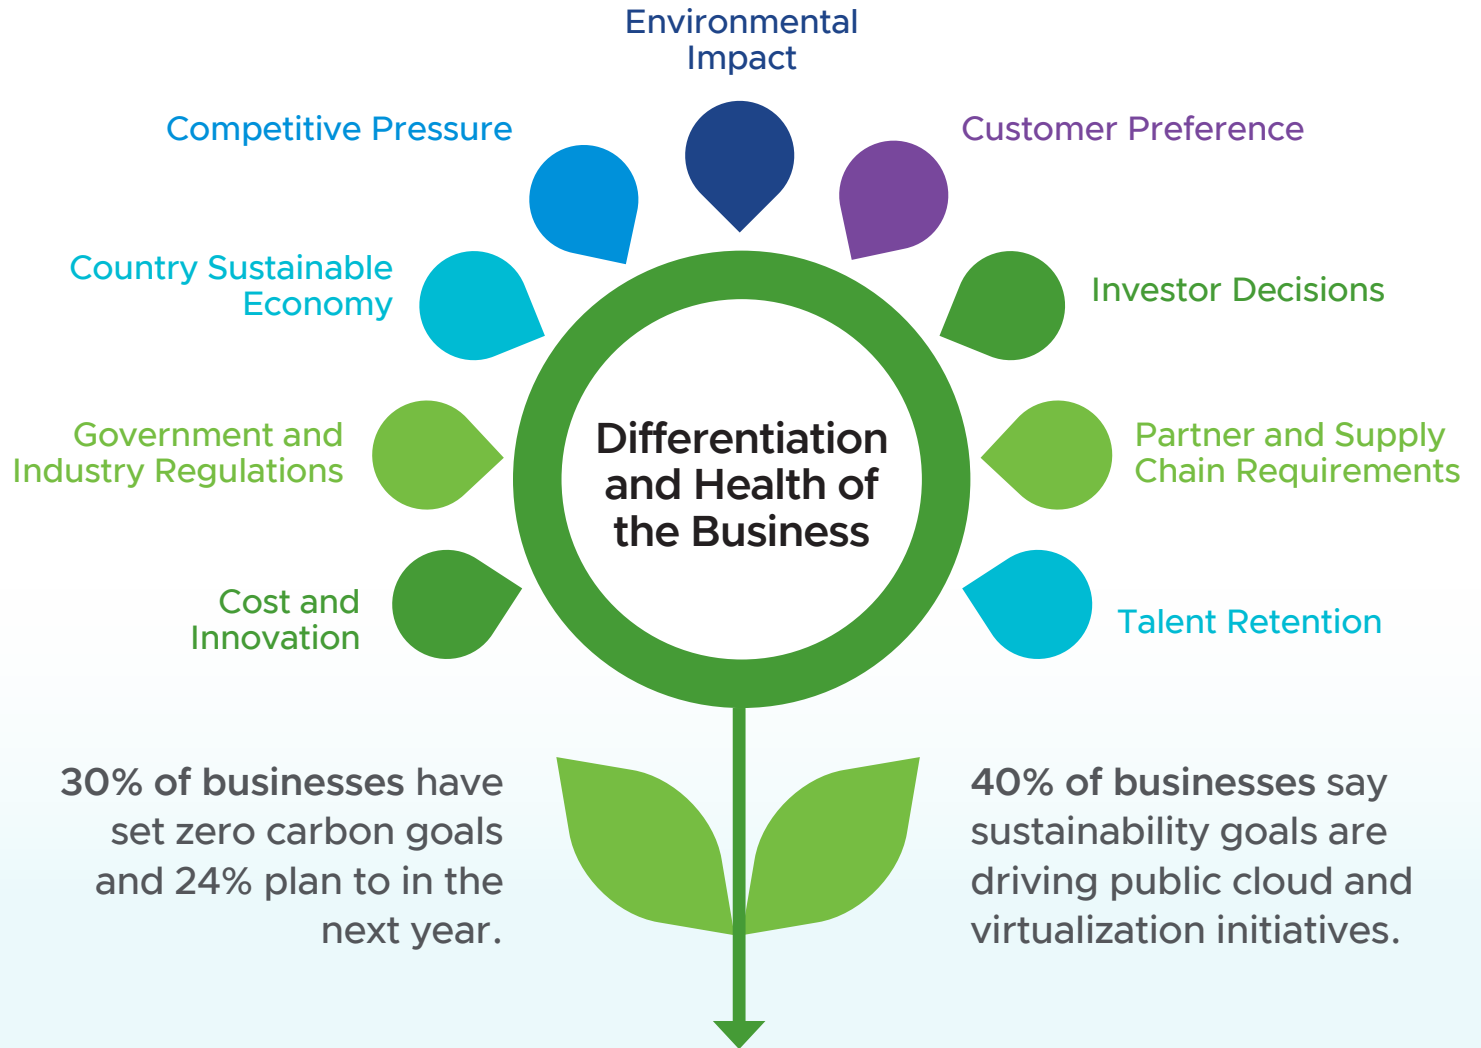 Environmental
Impact
Competitive Pressure
Customer Preference
Country Sustainable
Economy
Investor Decisions
Government and
Industry Regulations
Differentiation
and Health of
the Business
Partner and Supply
Chain Requirements
Cost and
Innovation
Talent Retention
30% of businesses have
set zero carbon goals
and 24% plan to in the
next year.
40% of businesses say
sustainability goals are
driving public cloud and
virtualization initiatives.